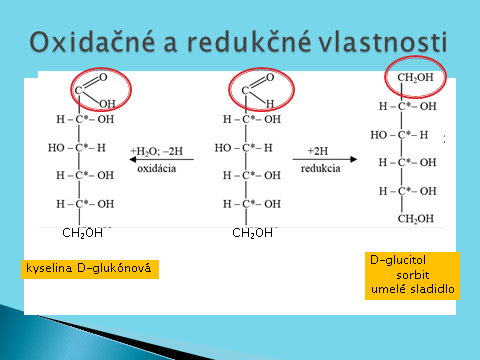 Oxidačné a redukčné vlastnosti
C O OH
H – C* – OH
HO – C* – H
H – C* – OH
H – C* – OH
CH₂OH
+H₂O; –2H
oxidácia
C O H
H – C* – OH
HO – C* – H
H – C* – OH
H – C* – OH
CH₂OH
+2H
redukcia
CH₂OH
H – C* – OH
HO – C* – H
H – C* – OH
H – C* – OH
CH₂OH
kyselina D-glukónová
D-glucitol
sorbit
umelé sladidlo